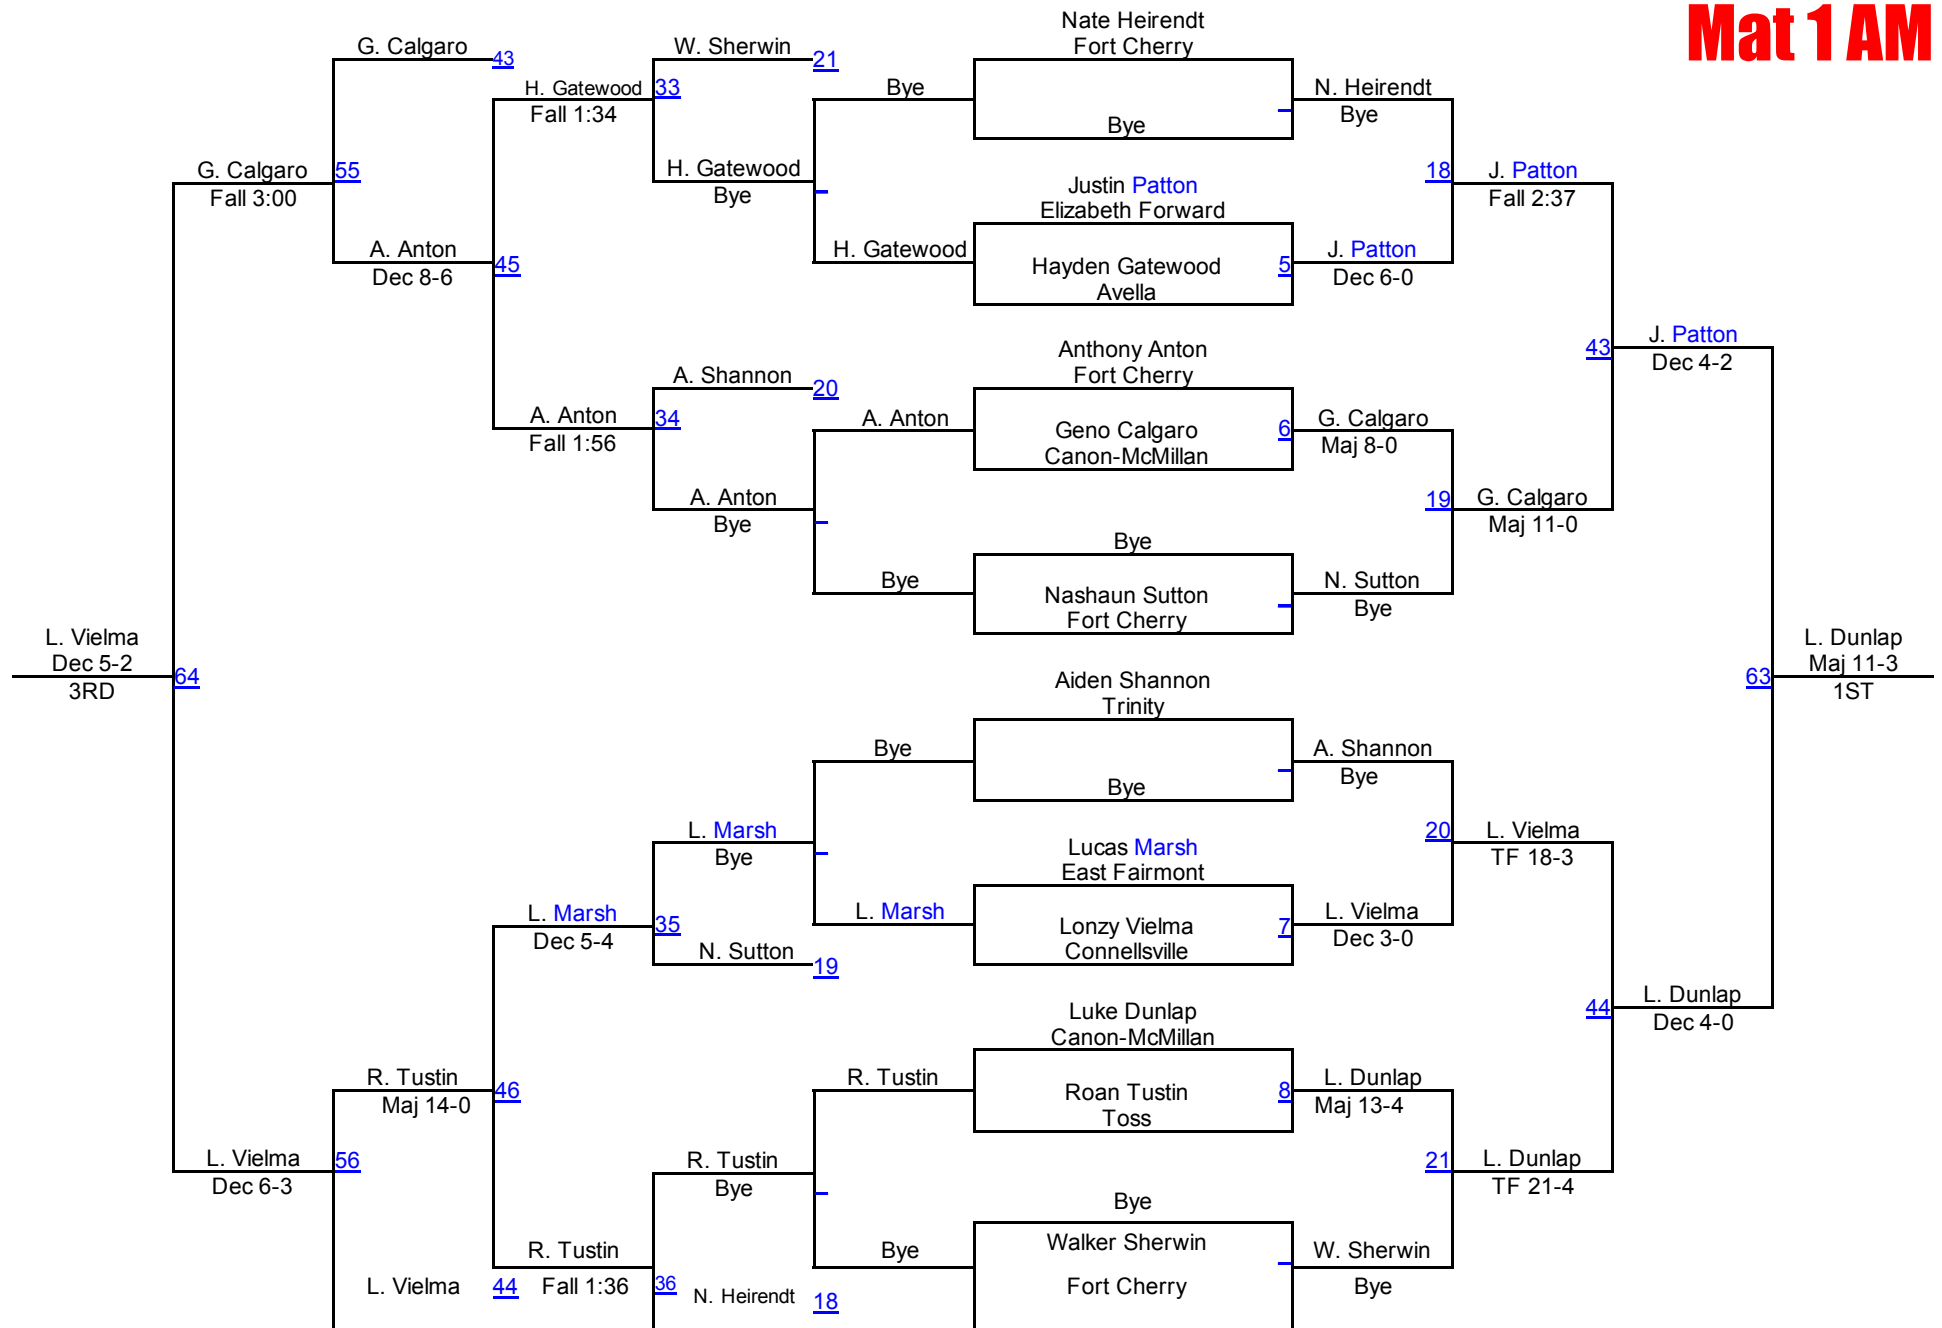 Mat 1 AM
Nate Heirendt
Fort Cherry
G. Calgaro
43
W. Sherwin
21
H. Gatewood
33
Fall 1:34
Bye
N. Heirendt
Bye
Bye
G. Calgaro
55
Fall 3:00
H. Gatewood
Bye
Justin Patton
Elizabeth Forward
18
J. Patton
Fall 2:37
A. Anton
45
Dec 8-6
H. Gatewood
Hayden Gatewood
Avella
5
J. Patton
Dec 6-0
Anthony Anton
Fort Cherry
43
J. Patton
Dec 4-2
A. Shannon
20
A. Anton
34
Fall 1:56
A. Anton
Geno Calgaro
Canon-McMillan
6
G. Calgaro
Maj 8-0
A. Anton
Bye
19
G. Calgaro
Maj 11-0
Bye
Bye
Nashaun Sutton
Fort Cherry
N. Sutton
Bye
L. Vielma
Dec 5-2
3RD
64
L. Dunlap
Maj 11-3
1ST
63
Aiden Shannon
Trinity
Bye
Bye
A. Shannon
Bye
L. Marsh
Bye
Lucas Marsh
East Fairmont
20
L. Vielma
TF 18-3
L. Marsh
35
Dec 5-4
L. Marsh
Lonzy Vielma
Connellsville
7
L. Vielma
Dec 3-0
N. Sutton
19
Luke Dunlap
Canon-McMillan
44
L. Dunlap
Dec 4-0
R. Tustin
46
Maj 14-0
R. Tustin
Roan Tustin
Toss
8
L. Dunlap
Maj 13-4
L. Vielma
56
Dec 6-3
R. Tustin
Bye
Bye
21
L. Dunlap
TF 21-4
R. Tustin
Bye
Walker Sherwin
Fort Cherry
W. Sherwin
Bye
L. Vielma
44
Fall 1:36
36
N. Heirendt
18